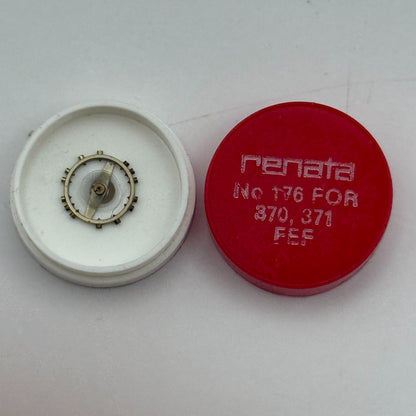 renata
No 176 FOR
370, 371
FEF